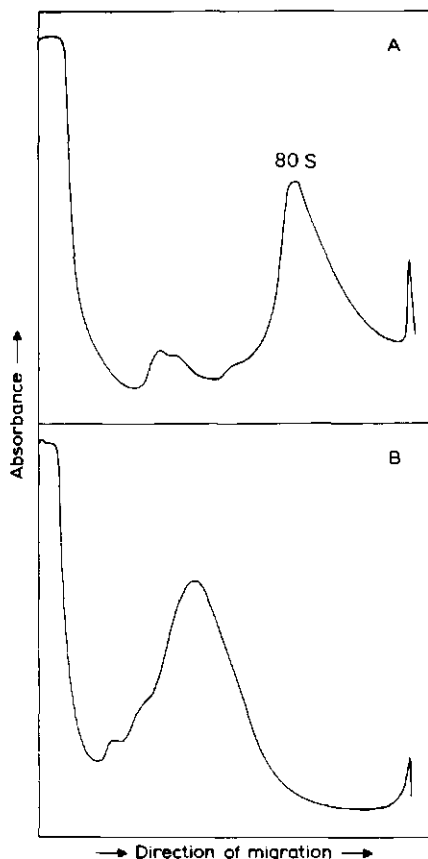 A
80 S
Absorbance →
B
→ Direction of migration →